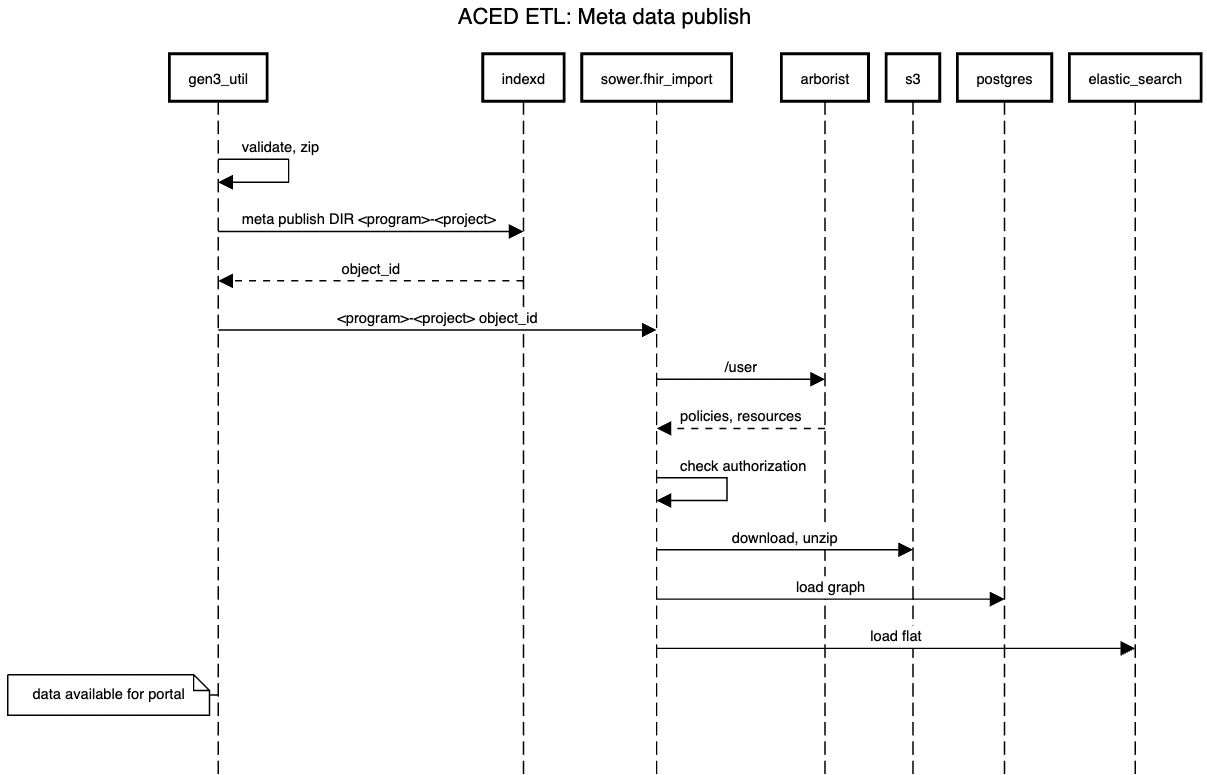 ACED ETL: Meta data publish
gen3_util
indexd
sower.fhir_import
arborist
s3
postgres
elastic_search
validate, zip
meta publish DIR <program>-<project>
object_id
<program>-<project> object_id
/user
policies, resources
check authorization
download, unzip
load graph
load flat
data available for portal